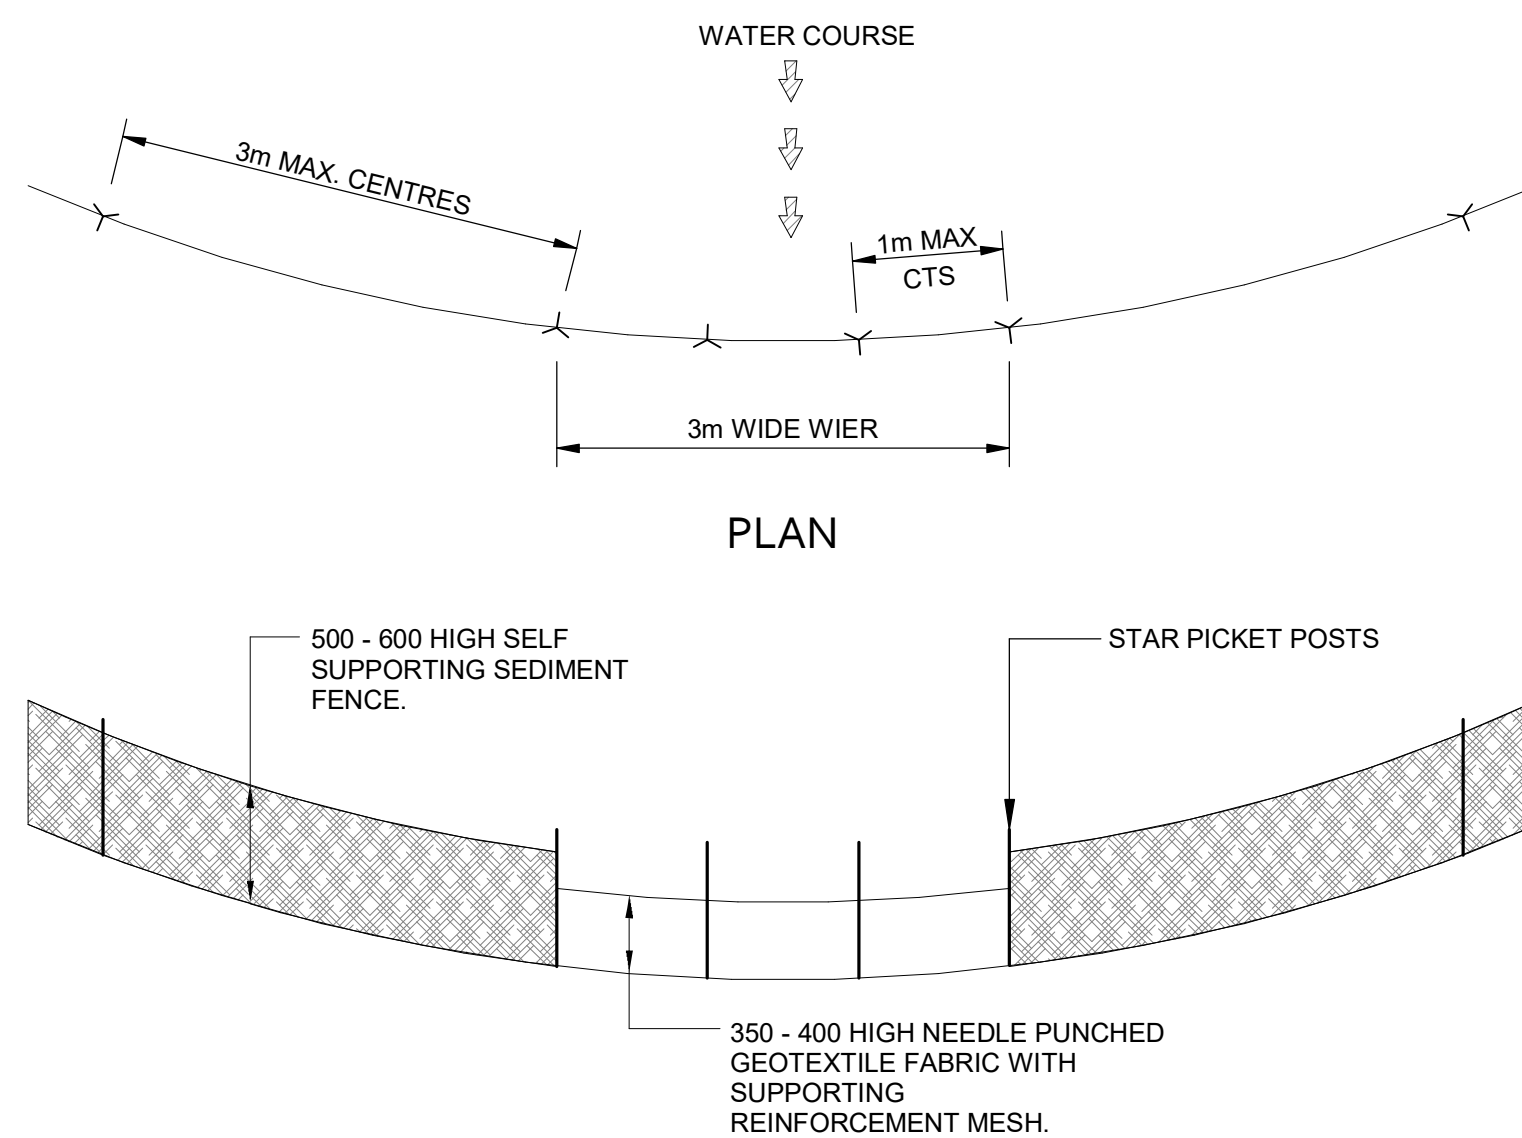 WATER COURSE
3m MAX. CENTRES
1m MAX
CTS
3m WIDE WIER
PLAN
500 - 600 HIGH SELF
SUPPORTING SEDIMENT
FENCE.
STAR PICKET POSTS
350 - 400 HIGH NEEDLE PUNCHED
GEOTEXTILE FABRIC WITH
SUPPORTING
REINFORCEMENT MESH.